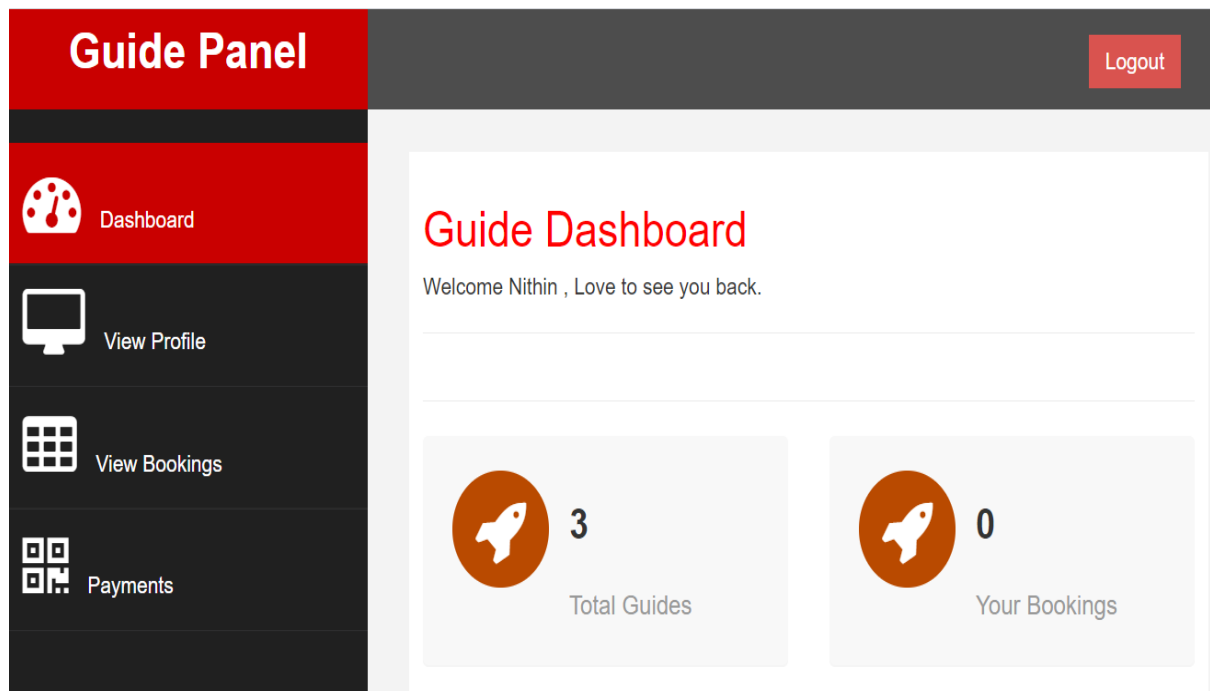 Guide Panel
Logout
Dashboard
View Profile
View Bookings
Payments
Guide Dashboard
Welcome Nithin , Love to see you back.
3
Total Guides
0
Your Bookings